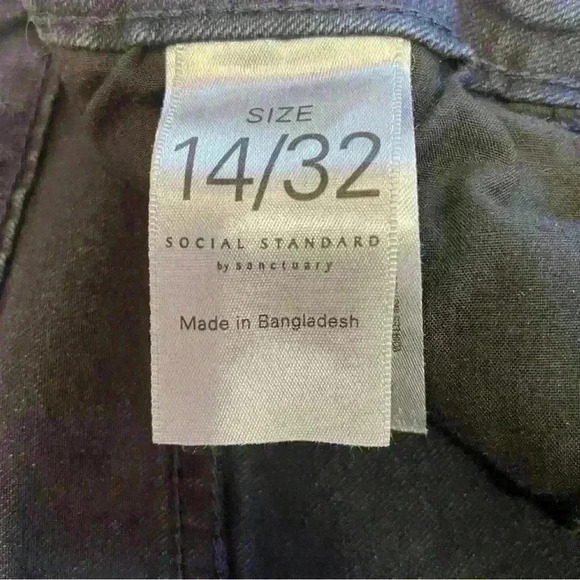 SIZE
14/32
SOCIAL STANDARD
by sanctuary
Made in Bangladesh